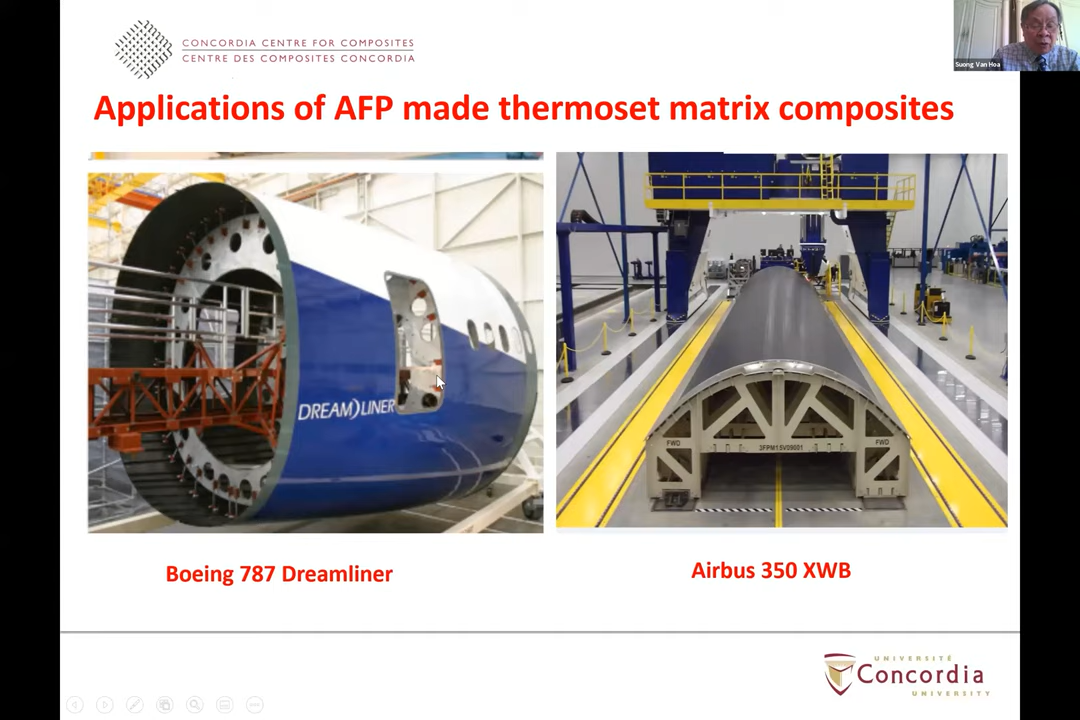 CONCORDIA CENTRE FOR COMPOSITES
CENTRE DES COMPOSITES CONCORDIA
Suong Van Hoa
Applications of AFP made thermoset matrix composites
DREAMLINER
FWD
3FPM15V09001
FWD
Boeing 787 Dreamliner
Airbus 350 XWB
UNIVERSITÉ
Concordia
UNIVERSITY